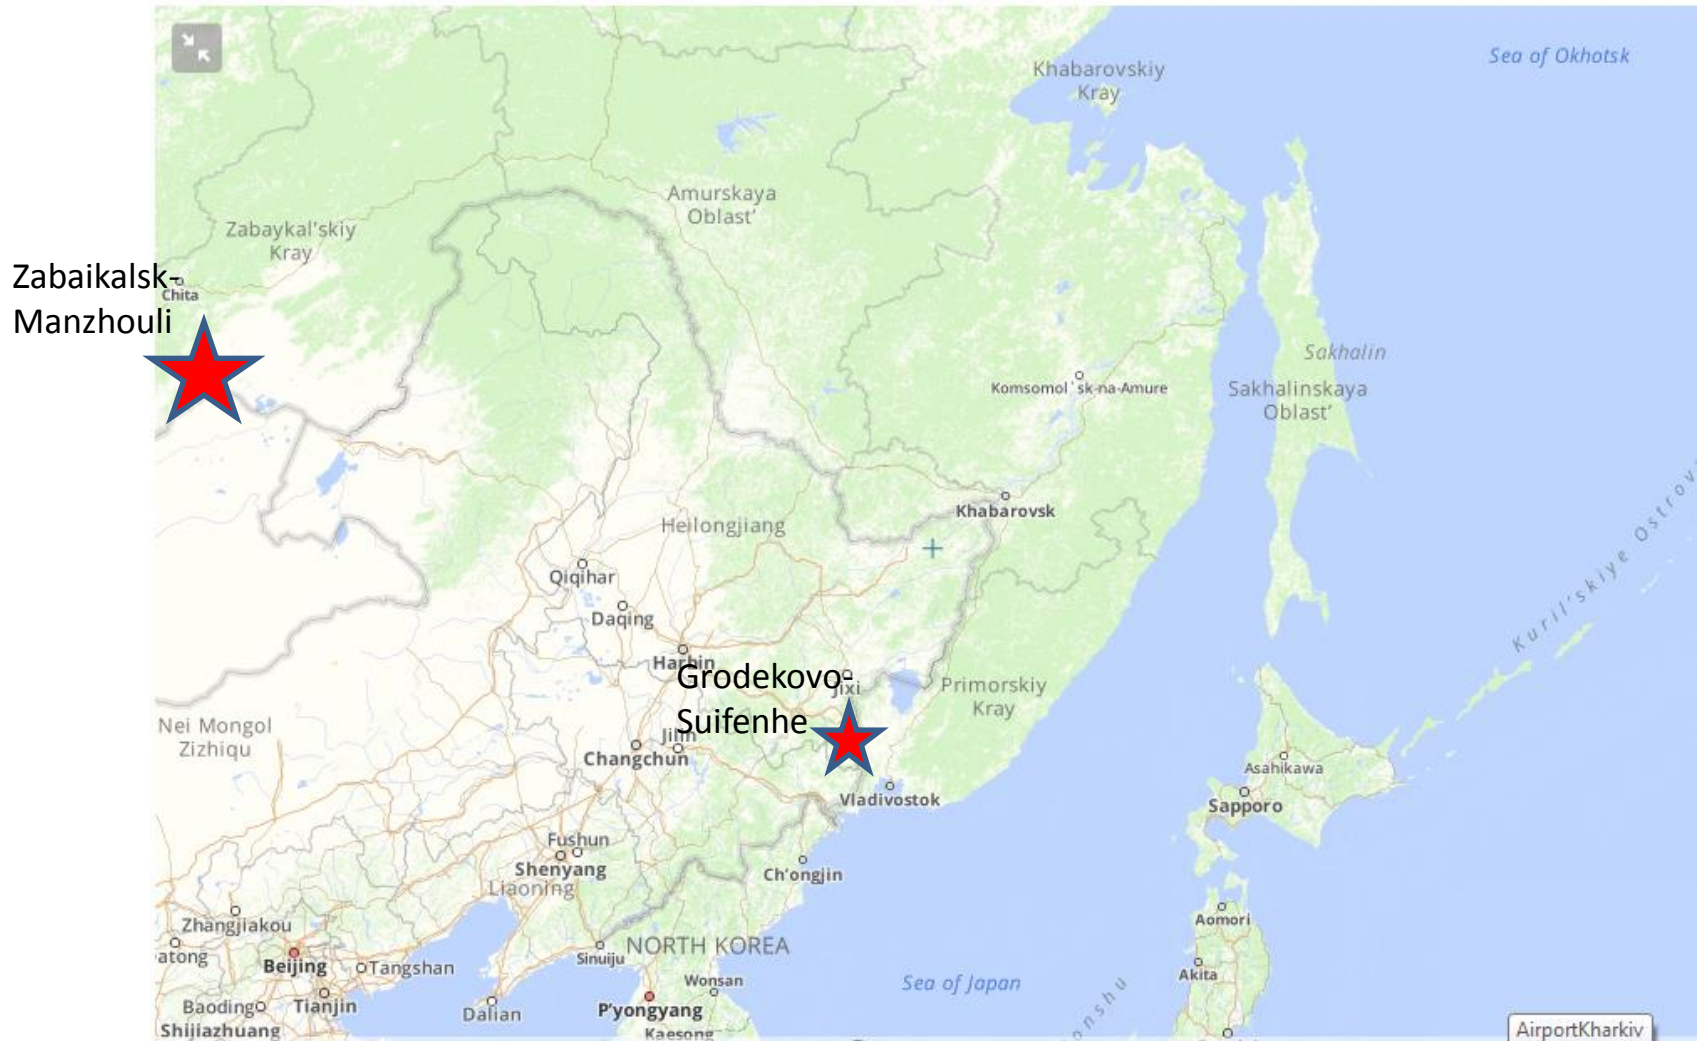 Sea of Okhotsk
Khabarovskiy
Kray
Amurskaya
Oblast'
Zabaykal'skiy
Kray
Zabaikalsk-
Manzhouli
Chita
Sakhalin
Sakhalinskaya
Oblast'
Komsomol'sk-na-Amure
Khabarovsk
Heilongjiang
Kuril'skiye Ostrov
Qiqihar
Daqing
Harbin
Grodekovo-
Suifenhe
Jixi
Primorskiy
Kray
Nei Mongol
Zizhiqu
Jilin
Changchun
Asahikawa
Sapporo
Vladivostok
Fushun
Shenyang
Liaoning
Ch'ongjin
Zhangjiakou
atong
Beijing
Tangshan
Sinuiju
NORTH KOREA
Aomori
Akita
Wonsan
Sea of Japan
Baoding
Tianjin
Dalian
P'yongyang
Shijiazhuang
Kaesong
onshu
AirportKharkiv